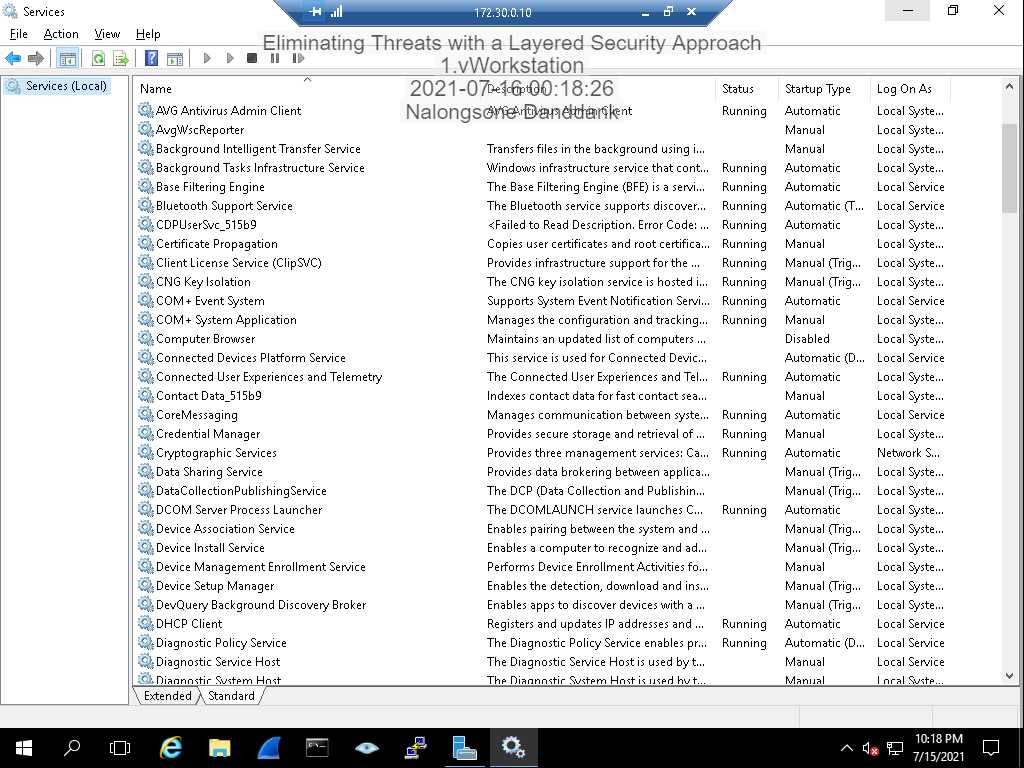 Services
172.30.0.10
File Action View Help
Eliminating Threats with a Layered Security Approach
1.vWorkstation
2021-07-16 00:18:26
Nalongsone Danddank
Services (Local)
Name Description Status Startup Type Log On As
AVG Antivirus Admin Client AVG Antivirus Admin Client Running Automatic Local Syste...
AvgWscReporter Manual Local Syste...
Background Intelligent Transfer Service Transfers files in the background using i... Manual Local Syste...
Background Tasks Infrastructure Service Windows infrastructure service that cont... Running Automatic Local Syste...
Base Filtering Engine The Base Filtering Engine (BFE) is a servi... Running Automatic Local Service
Bluetooth Support Service The Bluetooth service supports discover... Running Automatic (T... Local Service
CDPUserSvc_515b9 <Failed to Read Description. Error Code: ... Running Automatic Local Syste...
Certificate Propagation Copies user certificates and root certifica... Running Manual Local Syste...
Client License Service (ClipSVC) Provides infrastructure support for the ... Running Manual (Trig... Local Syste...
CNG Key Isolation The CNG key isolation service is hosted i... Running Manual (Trig... Local Syste...
COM+ Event System Supports System Event Notification Servi... Running Automatic Local Service
COM+ System Application Manages the configuration and tracking... Running Manual Local Syste...
Computer Browser Maintains an updated list of computers ... Disabled Local Syste...
Connected Devices Platform Service This service is used for Connected Devic... Automatic (D... Local Service
Connected User Experiences and Telemetry The Connected User Experiences and Tel... Running Automatic Local Syste...
Contact Data_515b9 Indexes contact data for fast contact sea... Manual Local Syste...
CoreMessaging Manages communication between syste... Running Automatic Local Service
Credential Manager Provides secure storage and retrieval of ... Running Manual Local Syste...
Cryptographic Services Provides three management services: Ca... Running Automatic Network S...
Data Sharing Service Provides data brokering between applica... Manual (Trig... Local Syste...
DataCollectionPublishingService The DCP (Data Collection and Publishin... Manual (Trig... Local Syste...
DCOM Server Process Launcher The DCOMLAUNCH service launches C... Running Automatic Local Syste...
Device Association Service Enables pairing between the system and ... Manual (Trig... Local Syste...
Device Install Service Enables a computer to recognize and ad... Manual (Trig... Local Syste...
Device Management Enrollment Service Performs Device Enrollment Activities fo... Manual Local Syste...
Device Setup Manager Enables the detection, download and ins... Manual (Trig... Local Syste...
DevQuery Background Discovery Broker Enables apps to discover devices with a ... Manual (Trig... Local Syste...
DHCP Client Registers and updates IP addresses and ... Running Automatic Local Service
Diagnostic Policy Service The Diagnostic Policy Service enables pr... Running Automatic (D... Local Service
Diagnostic Service Host The Diagnostic Service Host is used by t... Manual Local Service
Diagnostic System Host The Diagnostic System Host is used by t... Manual Local Syste...
Extended Standard
10:18 PM
7/15/2021